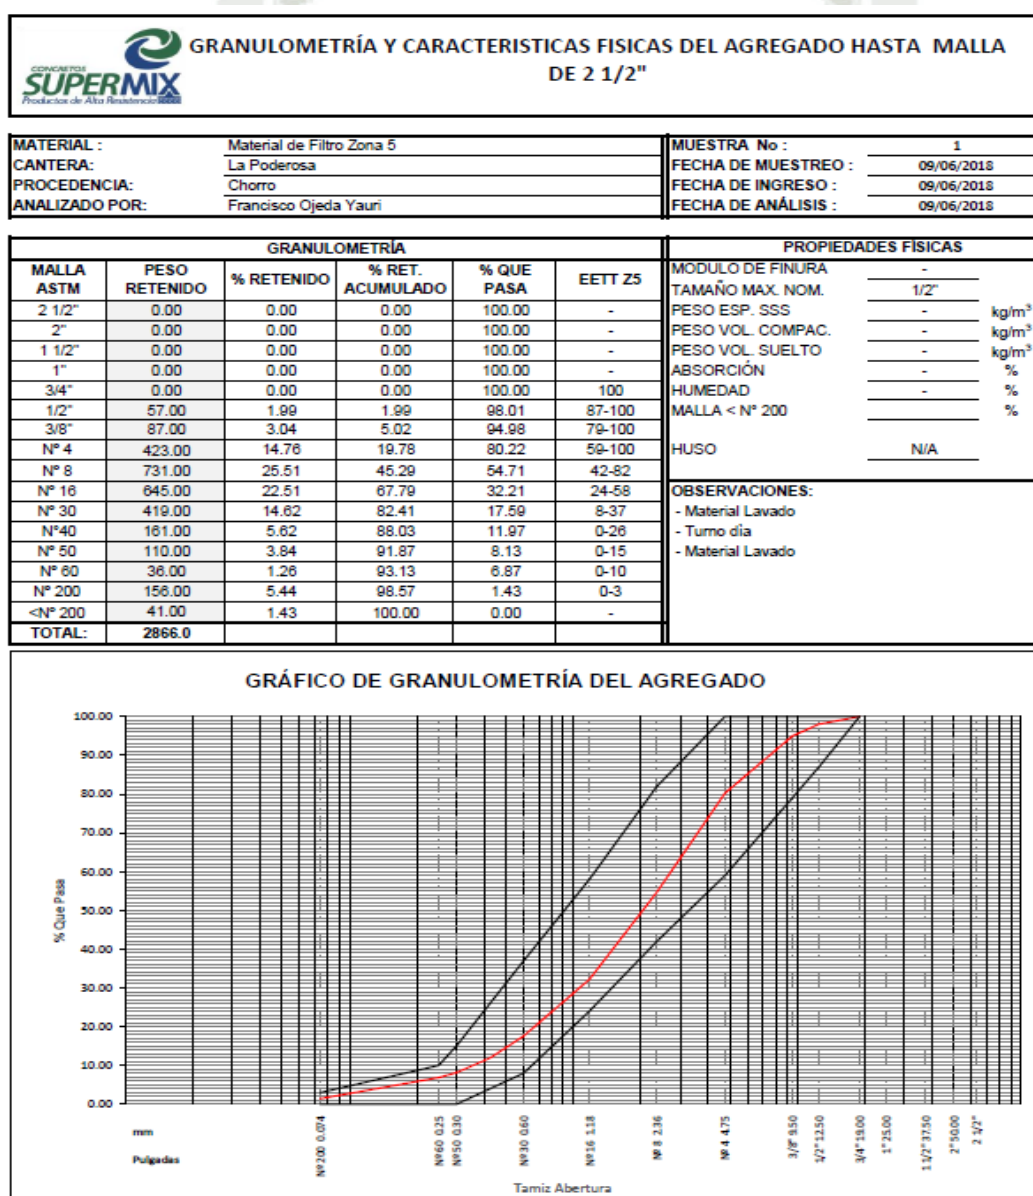 CONCRETOS
SUPERMIX
Productos de Alta Resistencia
GRANULOMETRÍA Y CARACTERISTICAS FISICAS DEL AGREGADO HASTA MALLA
DE 2 1/2"
MATERIAL : Material de Filtro Zona 5 MUESTRA No : 1
CANTERA: La Poderosa FECHA DE MUESTREO : 09/06/2018
PROCEDENCIA: Chorro FECHA DE INGRESO : 09/06/2018
ANALIZADO POR: Francisco Ojeda Yauri FECHA DE ANÁLISIS : 09/06/2018
GRANULOMETRÍA
MALLA ASTM PESO RETENIDO % RETENIDO % RET. ACUMULADO % QUE PASA EETT Z5
2 1/2" 0.00 0.00 0.00 100.00 -
2" 0.00 0.00 0.00 100.00 -
1 1/2" 0.00 0.00 0.00 100.00 -
1" 0.00 0.00 0.00 100.00 -
3/4" 0.00 0.00 0.00 100.00 100
1/2" 57.00 1.99 1.99 98.01 87-100
3/8" 87.00 3.04 5.02 94.98 79-100
Nº 4 423.00 14.76 19.78 80.22 59-100
Nº 8 731.00 25.51 45.29 54.71 42-82
Nº 16 645.00 22.51 67.79 32.21 24-58
Nº 30 419.00 14.62 82.41 17.59 8-37
N°40 161.00 5.62 88.03 11.97 0-26
Nº 50 110.00 3.84 91.87 8.13 0-15
Nº 60 36.00 1.26 93.13 6.87 0-10
Nº 200 156.00 5.44 98.57 1.43 0-3
<Nº 200 41.00 1.43 100.00 0.00 -
TOTAL: 2866.0
PROPIEDADES FÍSICAS
MODULO DE FINURA -
TAMAÑO MAX. NOM. 1/2"
PESO ESP. SSS - kg/m³
PESO VOL. COMPAC. - kg/m³
PESO VOL. SUELTO - kg/m³
ABSORCIÓN - %
HUMEDAD - %
MALLA < Nº 200 %
HUSO N/A
OBSERVACIONES:
- Material Lavado
- Turno dia
- Material Lavado
GRÁFICO DE GRANULOMETRÍA DEL AGREGADO
100.00
90.00
80.00
70.00
60.00
50.00
40.00
30.00
20.00
10.00
0.00
% Que Pasa
mm
Pulgadas
Nº200 0.074
Nº60 0.25
Nº50 0.30
Nº30 0.60
Nº16 1.18
Nº 8 2.36
Nº 4 4.75
3/8" 9.50
1/2" 12.50
3/4" 19.00
1" 25.00
1 1/2" 37.50
2" 50.00
2 1/2"
Tamiz Abertura